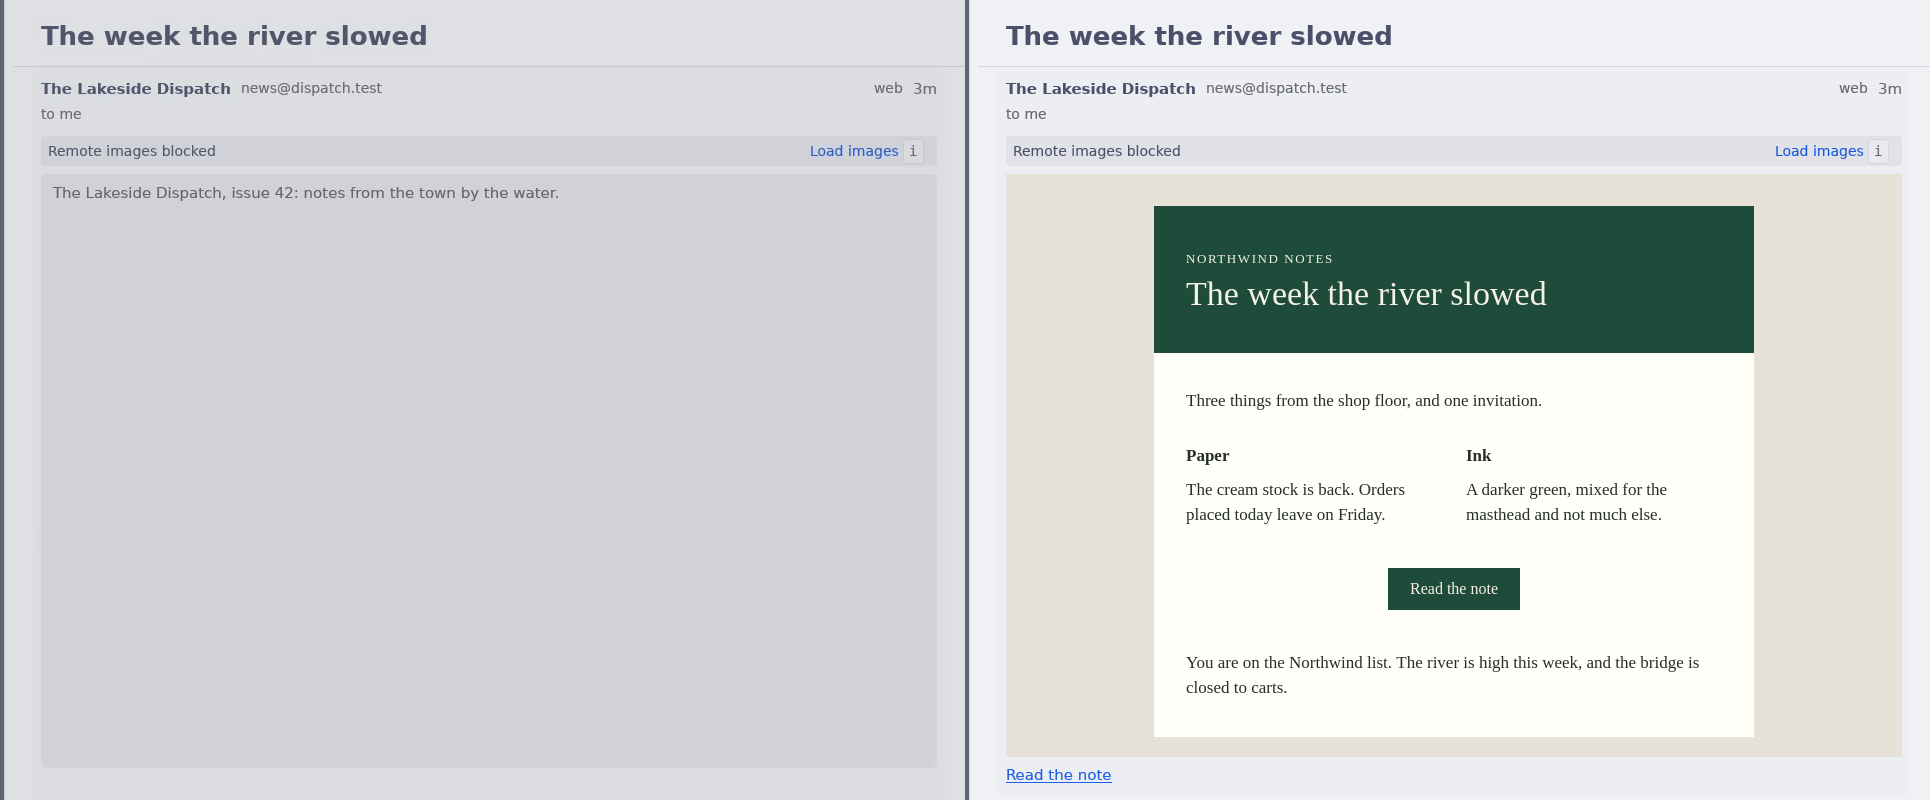 The week the river slowed
The Lakeside Dispatch news@dispatch.test web 3m
to me
Remote images blocked Load images i
The Lakeside Dispatch, issue 42: notes from the town by the water.
The week the river slowed
The Lakeside Dispatch news@dispatch.test web 3m
to me
Remote images blocked Load images i
NORTHWIND NOTES
The week the river slowed
Three things from the shop floor, and one invitation.
Paper
The cream stock is back. Orders
placed today leave on Friday.
Ink
A darker green, mixed for the
masthead and not much else.
Read the note
You are on the Northwind list. The river is high this week, and the bridge is
closed to carts.
Read the note